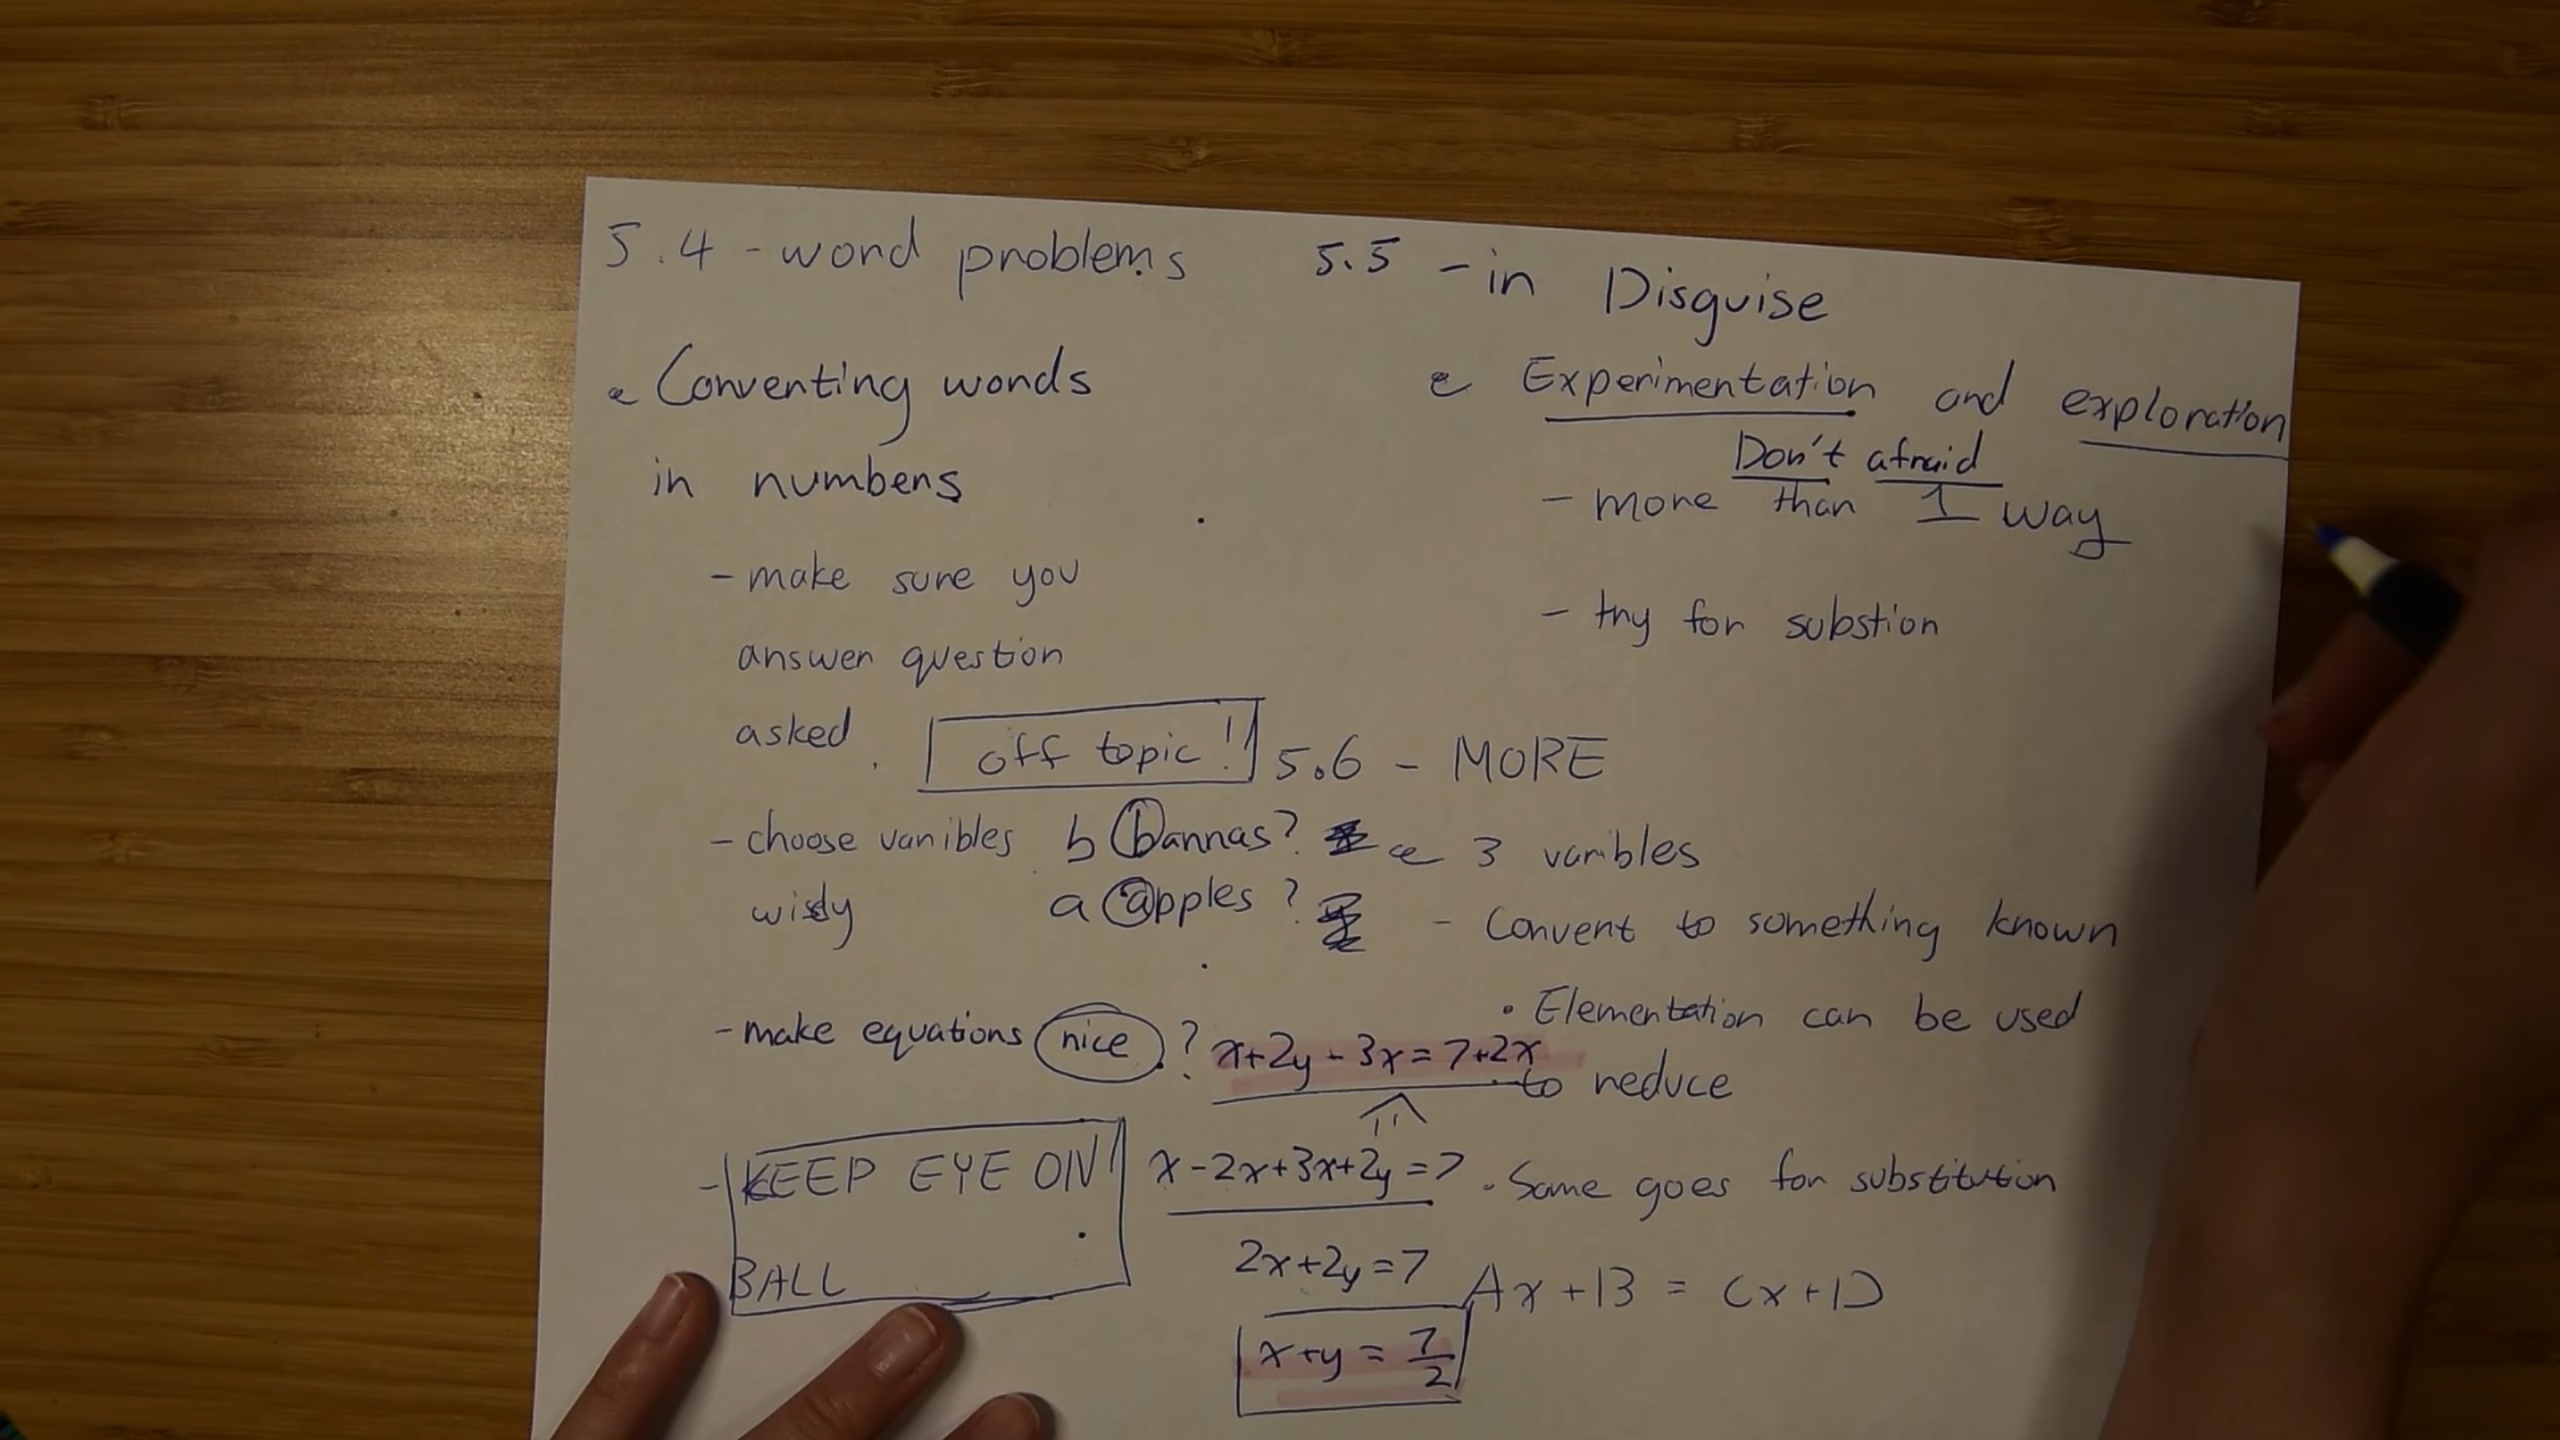 5.4 - word problems
• Converting words
in numbers
- make sure you
answer question
asked.
off topic!
- choose varibles
wisely
b bannas?
a apples?
- make equations nice?
x+2y-3x=7+2x
x-2x+3x+2y=7
2x+2y=7
x+y=7/2
- KEEP EYE ON
BALL
5.5 - in Disguise
• Experimentation and exploration
Don't afraid
- more than 1 way
- try for substion
5.6 - MORE
• 3 varibles
- Convert to something known
• Elementation can be used
to reduce
• Same goes for substitution
Ax+B = Cx+D